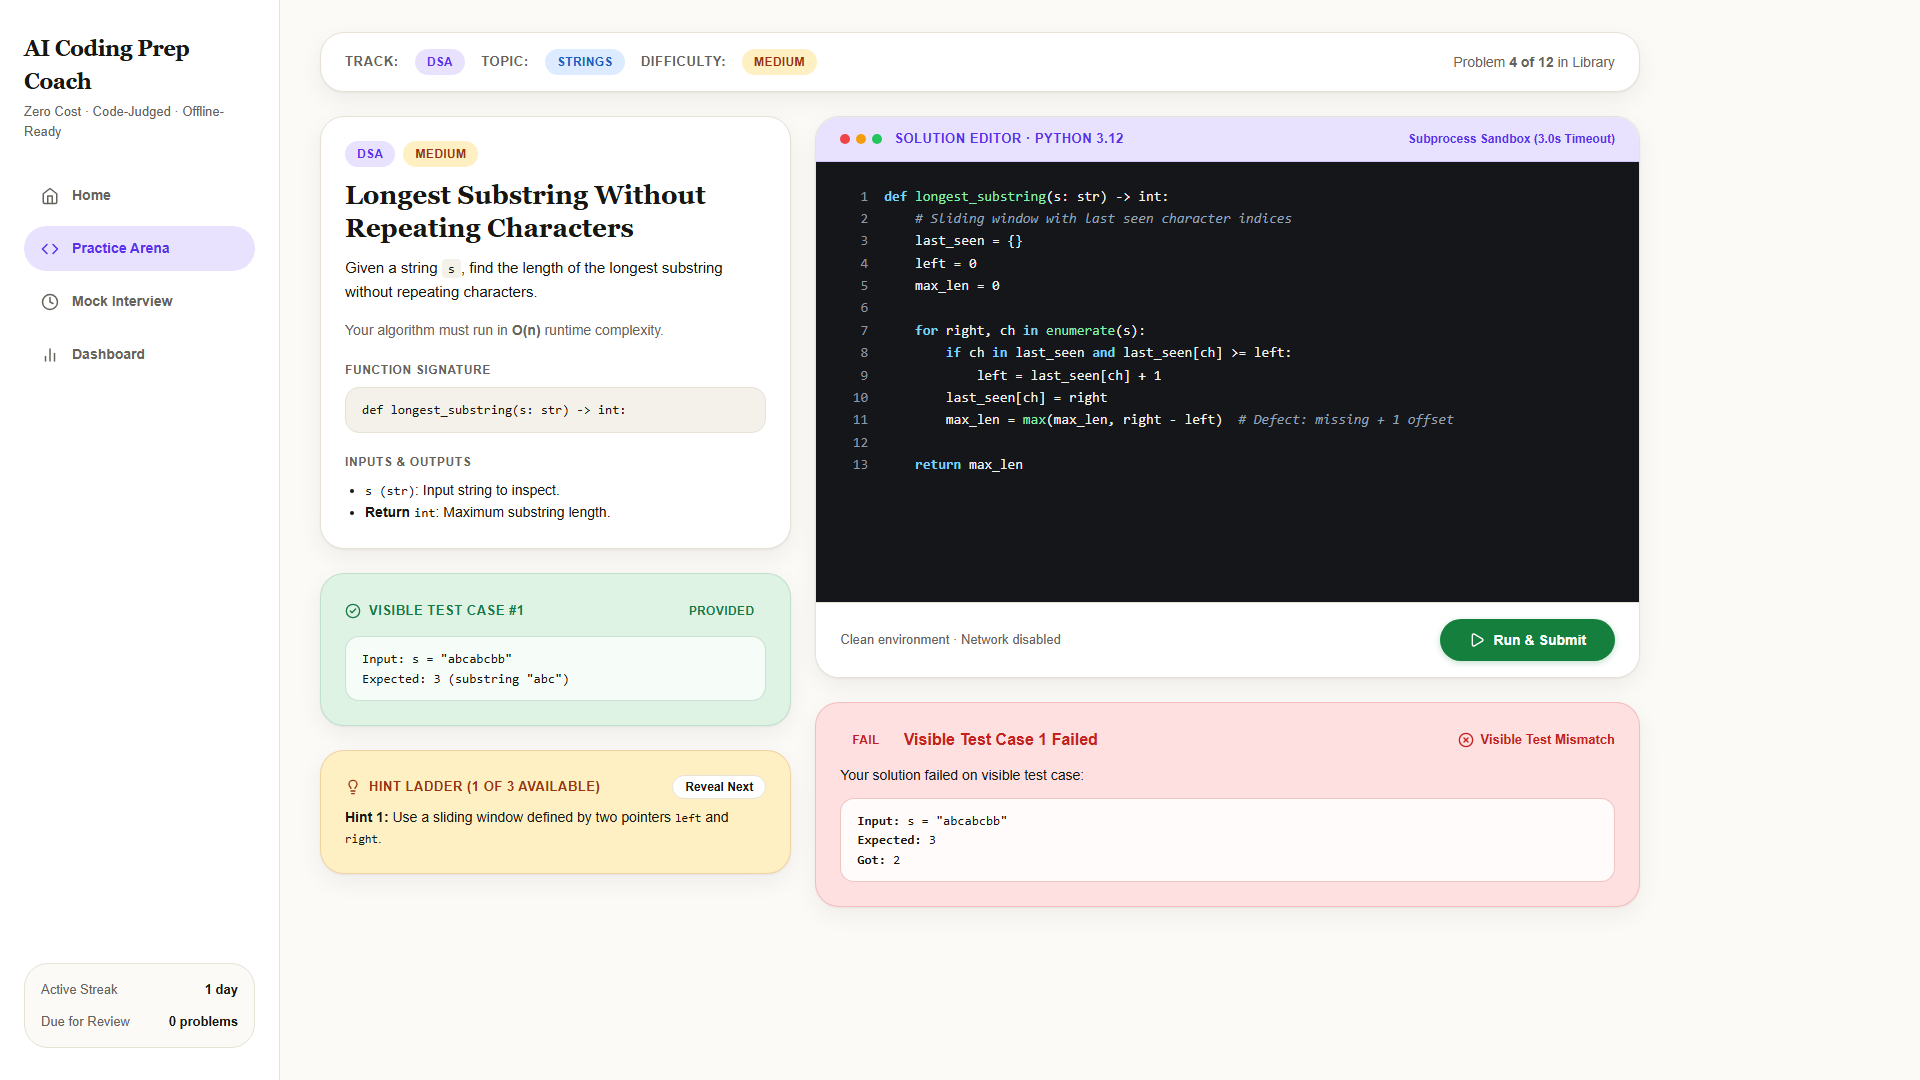 AI Coding Prep
Coach
Zero Cost · Code-Judged · Offline-
Ready
Home
Practice Arena
Mock Interview
Dashboard
Active Streak 1 day
Due for Review 0 problems
TRACK: DSA TOPIC: STRINGS DIFFICULTY: MEDIUM Problem 4 of 12 in Library
DSA MEDIUM
Longest Substring Without
Repeating Characters
Given a string s, find the length of the longest substring
without repeating characters.
Your algorithm must run in O(n) runtime complexity.
FUNCTION SIGNATURE
def longest_substring(s: str) -> int:
INPUTS & OUTPUTS
• s (str): Input string to inspect.
• Return int: Maximum substring length.
VISIBLE TEST CASE #1 PROVIDED
Input: s = "abcabcbb"
Expected: 3 (substring "abc")
HINT LADDER (1 OF 3 AVAILABLE) Reveal Next
Hint 1: Use a sliding window defined by two pointers left and
right.
SOLUTION EDITOR · PYTHON 3.12 Subprocess Sandbox (3.0s Timeout)
1 def longest_substring(s: str) -> int:
2     # Sliding window with last seen character indices
3     last_seen = {}
4     left = 0
5     max_len = 0
6
7     for right, ch in enumerate(s):
8         if ch in last_seen and last_seen[ch] >= left:
9             left = last_seen[ch] + 1
10         last_seen[ch] = right
11         max_len = max(max_len, right - left)  # Defect: missing + 1 offset
12
13     return max_len
Clean environment · Network disabled Run & Submit
FAIL Visible Test Case 1 Failed Visible Test Mismatch
Your solution failed on visible test case:
Input: s = "abcabcbb"
Expected: 3
Got: 2